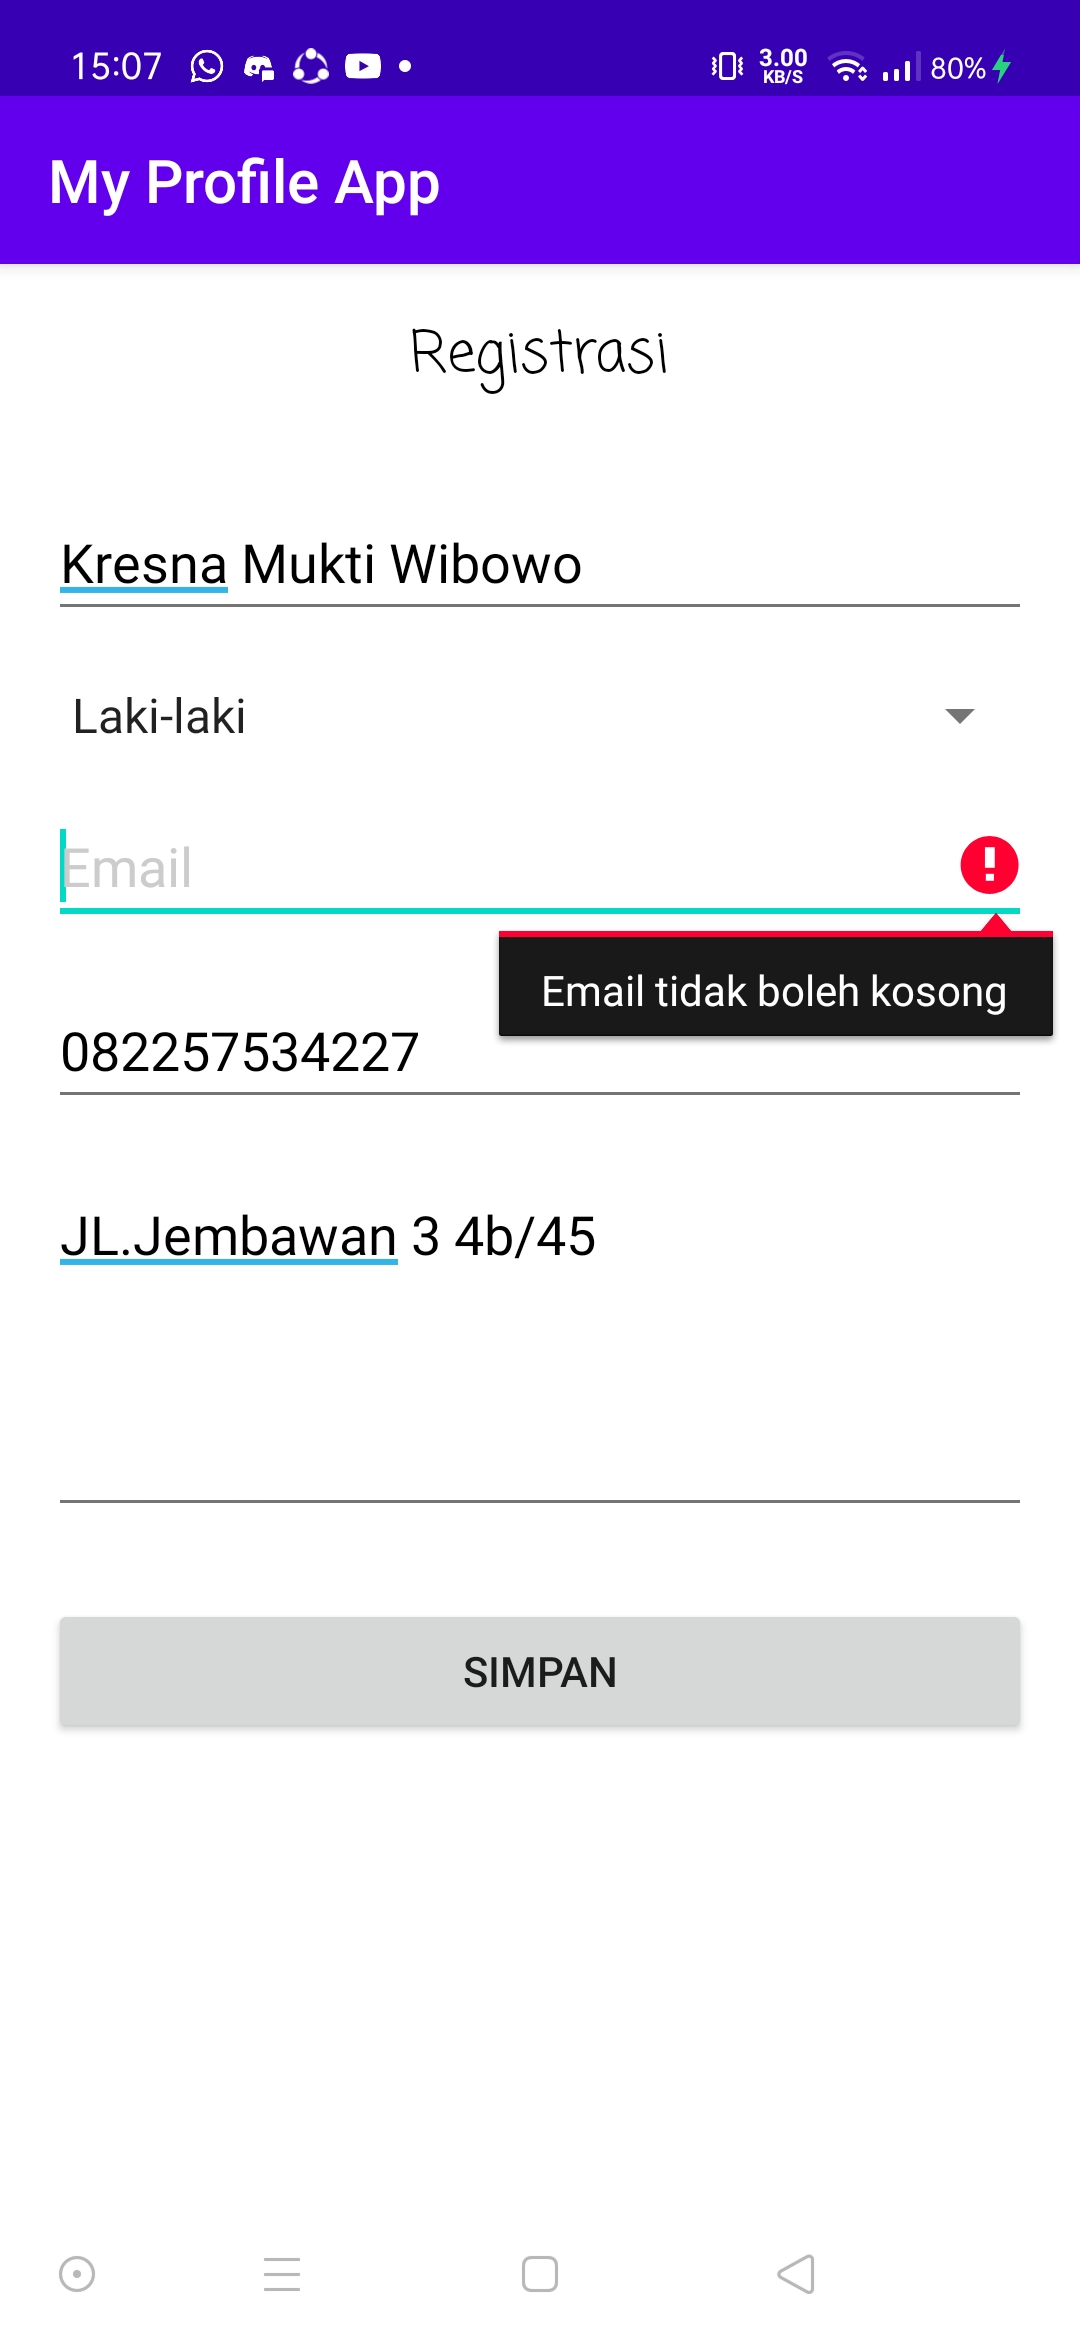 15:07 3.00 KB/S 80%
My Profile App
Registrasi
Kresna Mukti Wibowo
Laki-laki
Email
Email tidak boleh kosong
082257534227
JL.Jembawan 3 4b/45
SIMPAN